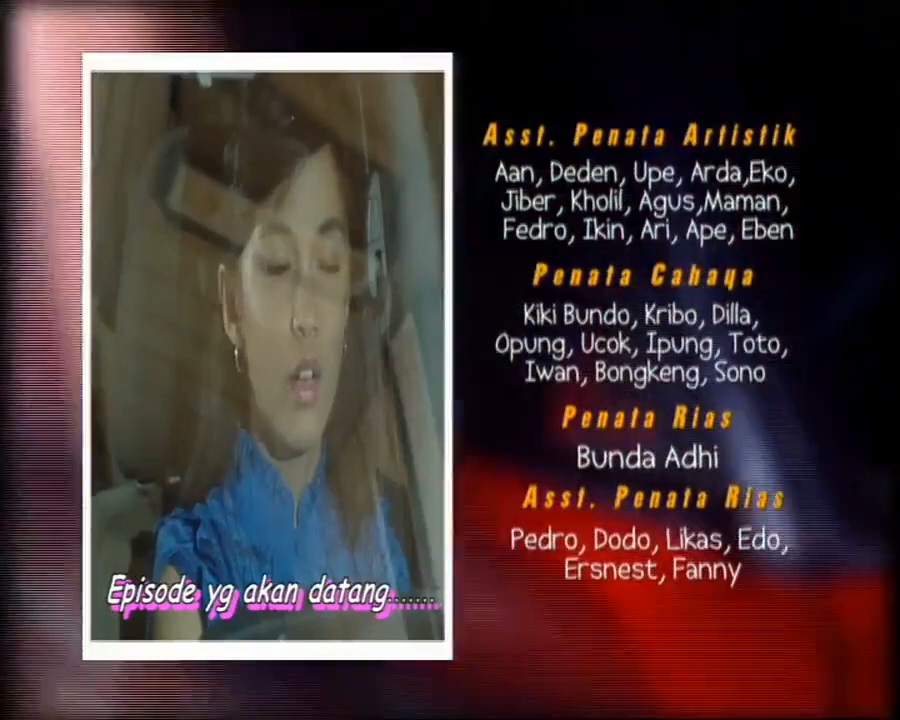 Asst. Penata Artistik
Aan, Deden, Upe, Arda,Eko,
Jiber, Kholil, Agus,Maman,
Fedro, Ikin, Ari, Ape, Eben
Penata Cahaya
Kiki Bundo, Kribo, Dilla,
Opung, Ucok, Ipung, Toto,
Iwan, Bongkeng, Sono
Penata Rias
Bunda Adhi
Asst. Penata Rias
Pedro, Dodo, Likas, Edo,
Ersnest, Fanny
Episode yg akan datang.......